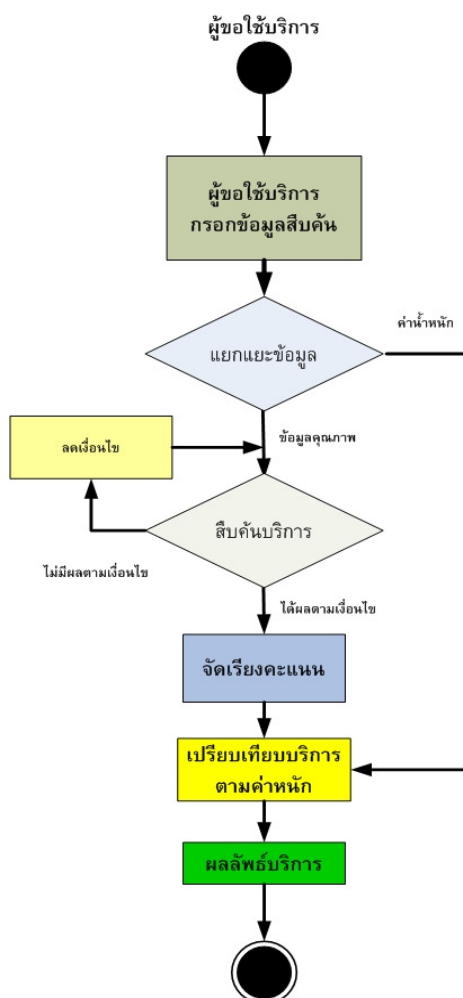 ผู้ขอใช้บริการ
ผู้ขอใช้บริการ
กรอกข้อมูลสืบค้น
ค่าน้ำหนัก
แยกแยะข้อมูล
ข้อมูลคุณภาพ
ลดเงื่อนไข
สืบค้นบริการ
ไม่มีผลตามเงื่อนไข
ได้ผลตามเงื่อนไข
จัดเรียงคะแนน
เปรียบเทียบบริการ
ตามค่าหนัก
ผลลัพธ์บริการ